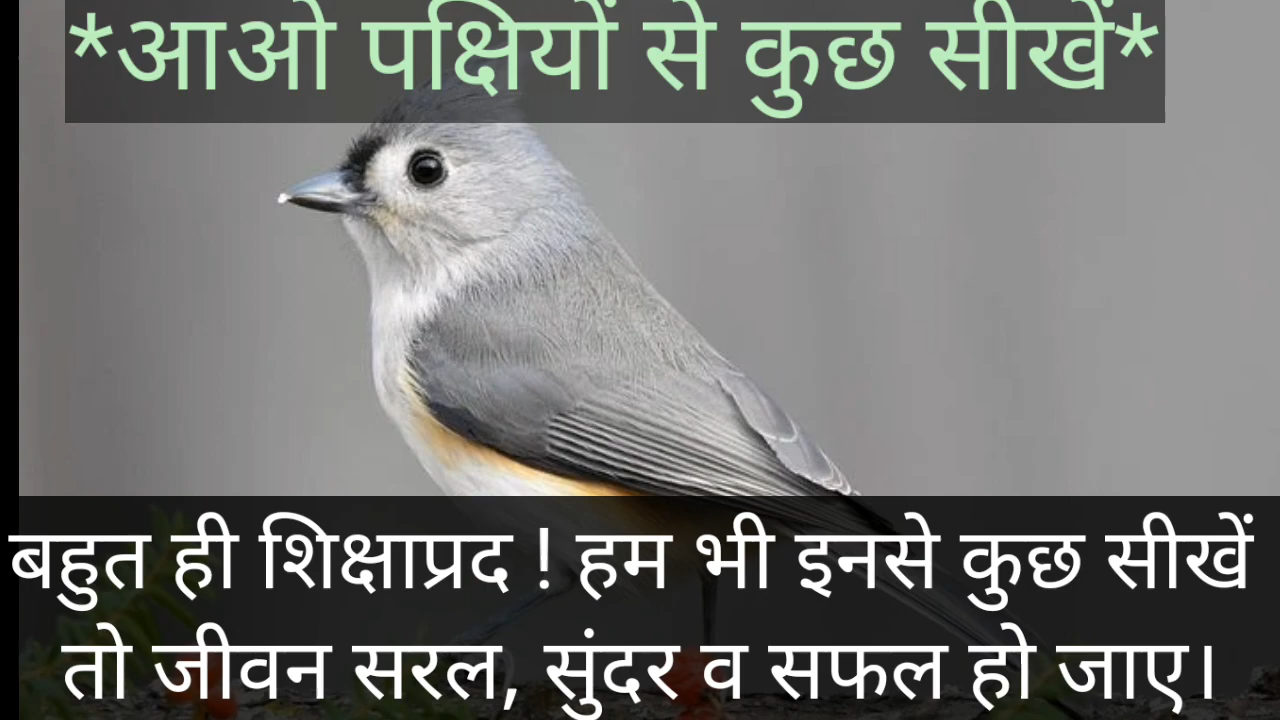 *आओ पक्षियों से कुछ सीखें*
बहुत ही शिक्षाप्रद ! हम भी इनसे कुछ सीखें
तो जीवन सरल, सुंदर व सफल हो जाए।